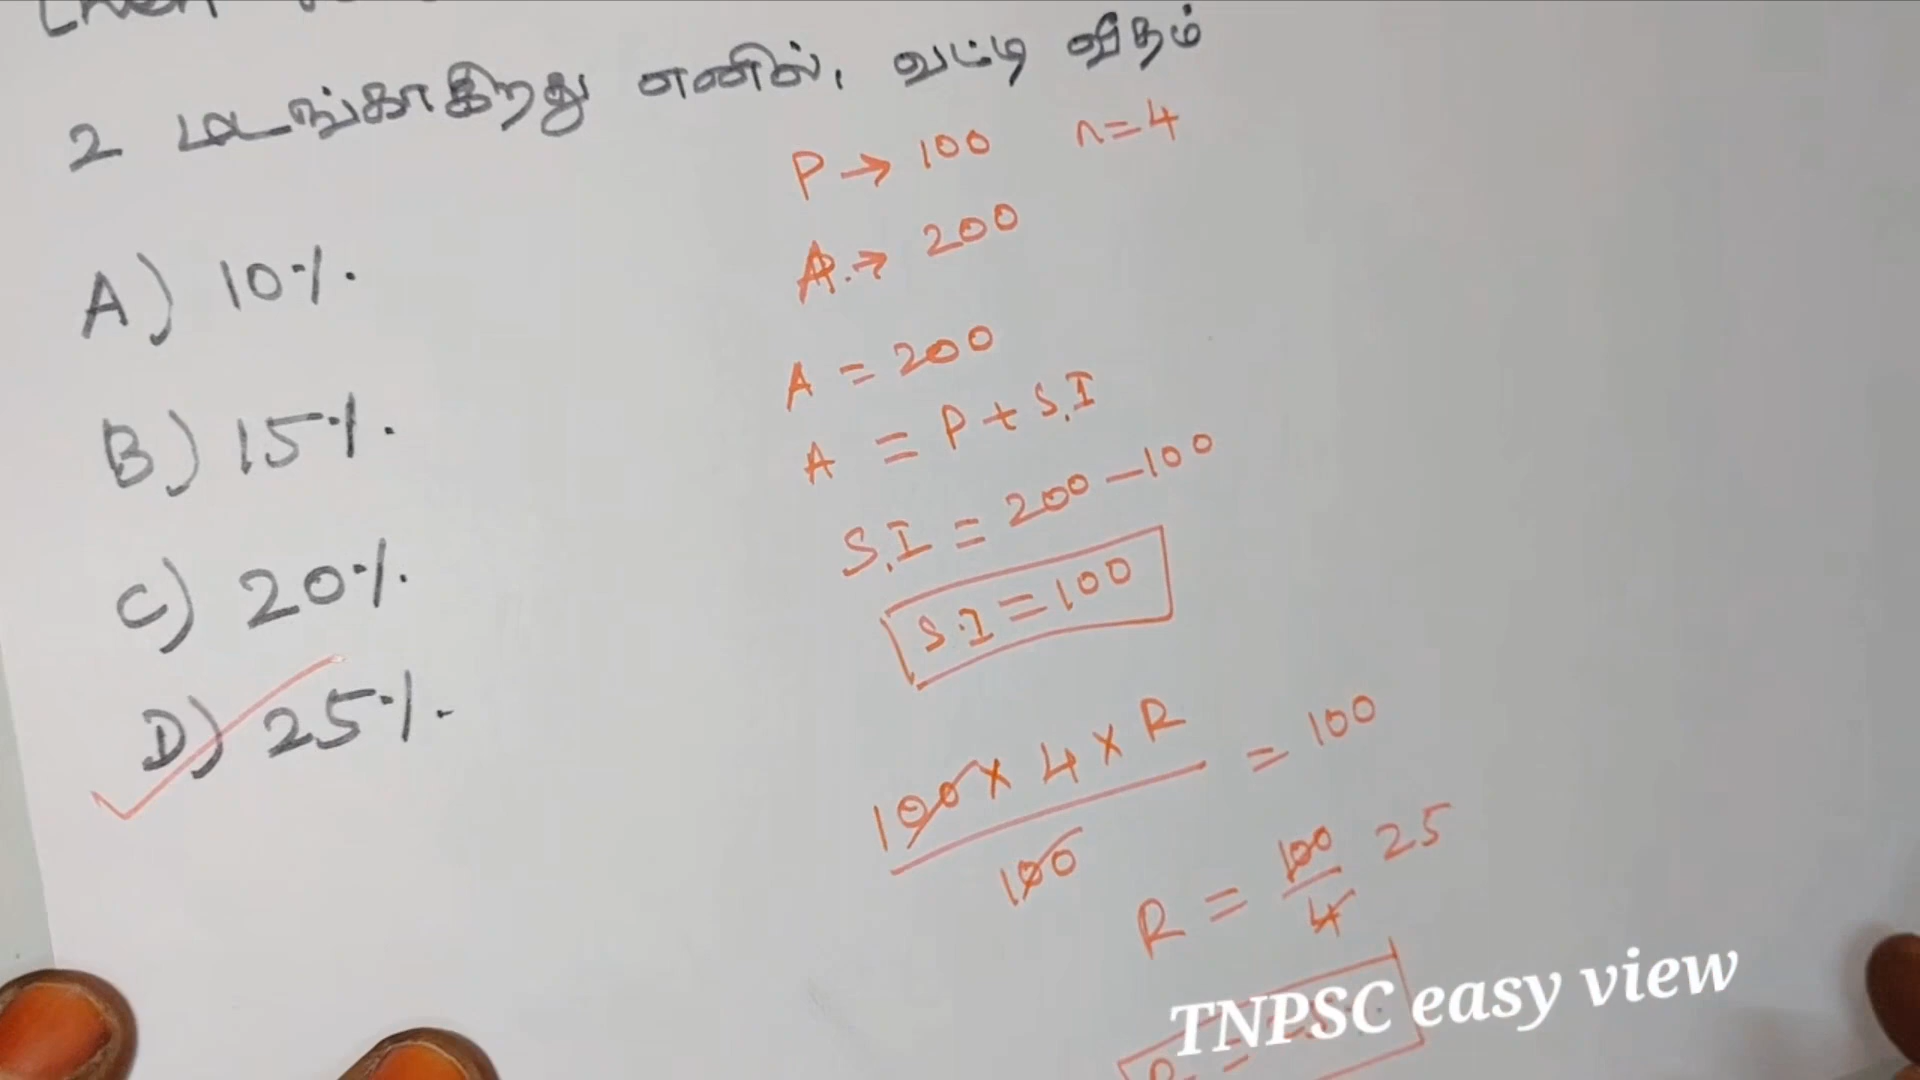 2 மடங்காகிறது எனில், வட்டி வீதம்
P → 100 n=4
A → 200
A) 10%.
A = 200
A = P + S.I
B) 15%.
S.I = 200 - 100
S.I = 100
C) 20%.
D) 25%.
100 x 4 x R = 100
100
R = 100 25
4
TNPSC easy view